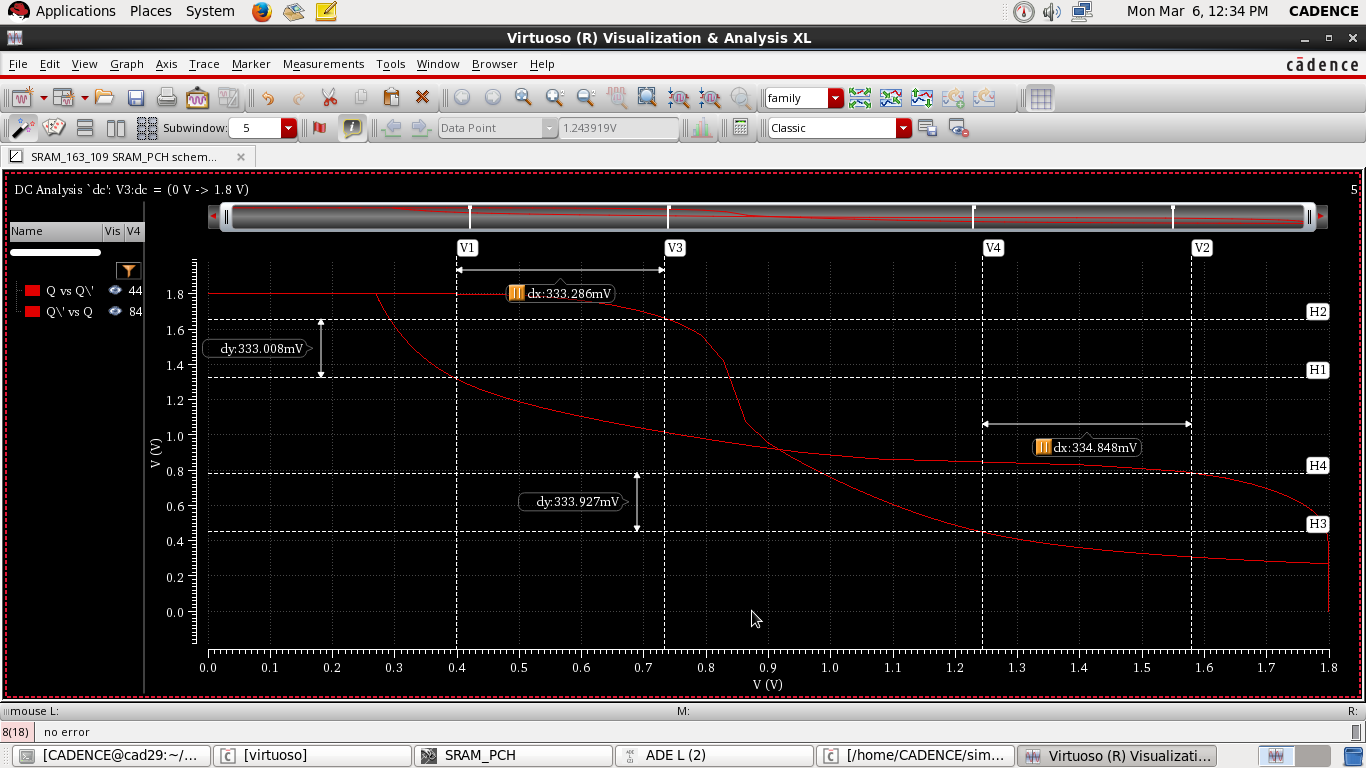 Applications Places System Mon Mar 6, 12:34 PM CADENCE
Virtuoso (R) Visualization & Analysis XL
File Edit View Graph Axis Trace Marker Measurements Tools Window Browser Help cādence
family
Subwindow: 5 Data Point 1.243919V Classic
SRAM_163_109 SRAM_PCH schem...
DC Analysis `dc': V3:dc = (0 V -> 1.8 V) 5
Name Vis V4
Q vs Q\' 44
Q\' vs Q 84
V1 V3 V4 V2
dx:333.286mV
1.8
H2
1.6
dy:333.008mV
H1
1.4
1.2
1.0
dx:334.848mV
V (V)
H4
0.8
dy:333.927mV
0.6
H3
0.4
0.2
0.0
0.0 0.1 0.2 0.3 0.4 0.5 0.6 0.7 0.8 0.9 1.0 1.1 1.2 1.3 1.4 1.5 1.6 1.7 1.8
V (V)
mouse L: M: R:
8(18) no error
[CADENCE@cad29:~/... [virtuoso] SRAM_PCH ADE L (2) [/home/CADENCE/sim... Virtuoso (R) Visualizati...